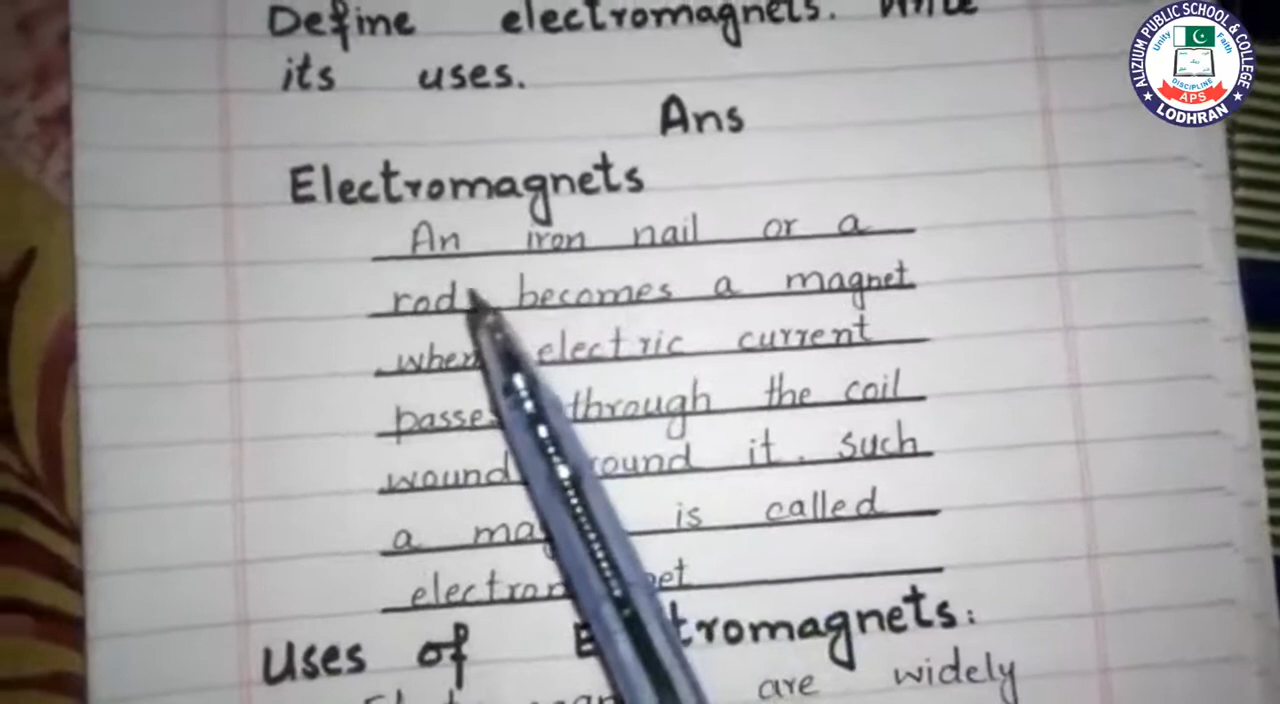 Define electromagnets. Write
its uses.
Ans
Electromagnets
An iron nail or a
rod becomes a magnet
when electric current
passes through the coil
wound round it. Such
a is called

Uses of Electromagnets:
are widely
ALIZIUM PUBLIC SCHOOL & COLLEGE
Unity Faith
DISCIPLINE
APS
LODHRAN